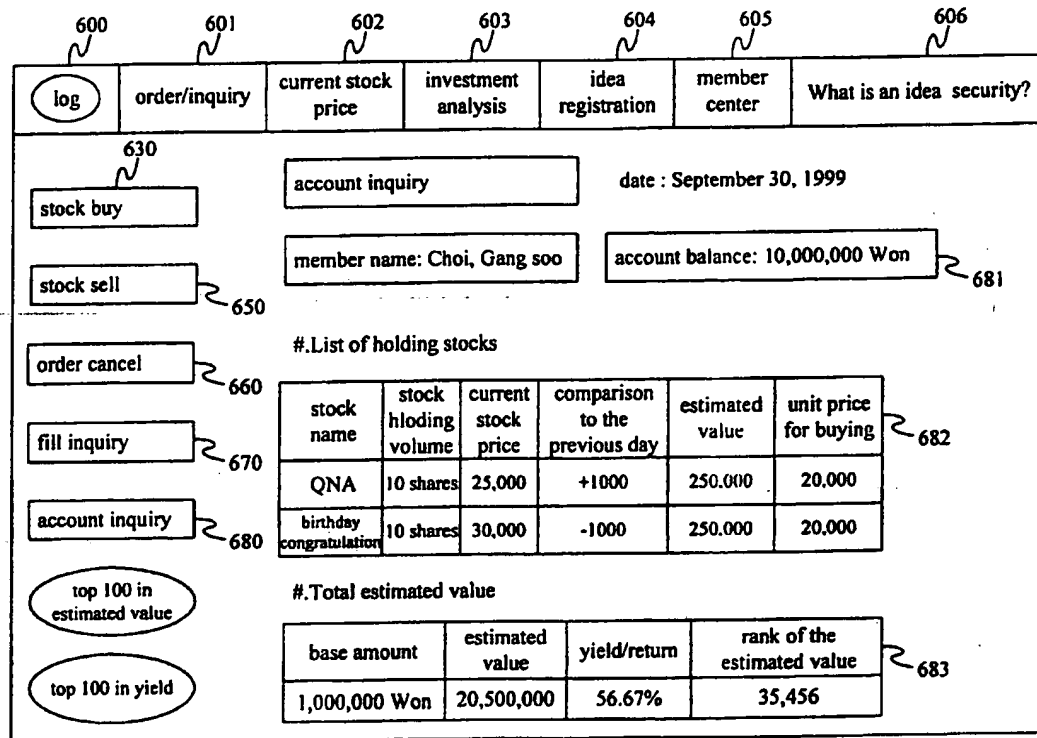 600 601 602 603 604 605 606
log
order/inquiry
current stock
price
investment
analysis
idea
registration
member
center
What is an idea security?
630
stock buy
account inquiry
date : September 30, 1999
member name: Choi, Gang soo
account balance: 10,000,000 Won
681
stock sell
650
order cancel
660
fill inquiry
670
account inquiry
680
top 100 in
estimated value
top 100 in yield
#.List of holding stocks
stock
name
stock
hloding
volume
current
stock
price
comparison
to the
previous day
estimated
value
unit price
for buying
682
QNA 10 shares 25,000 +1000 250.000 20,000
birthday
congratulation
10 shares 30,000 -1000 250.000 20,000
#.Total estimated value
base amount
estimated
value
yield/return
rank of the
estimated value
683
1,000,000 Won 20,500,000 56.67% 35,456